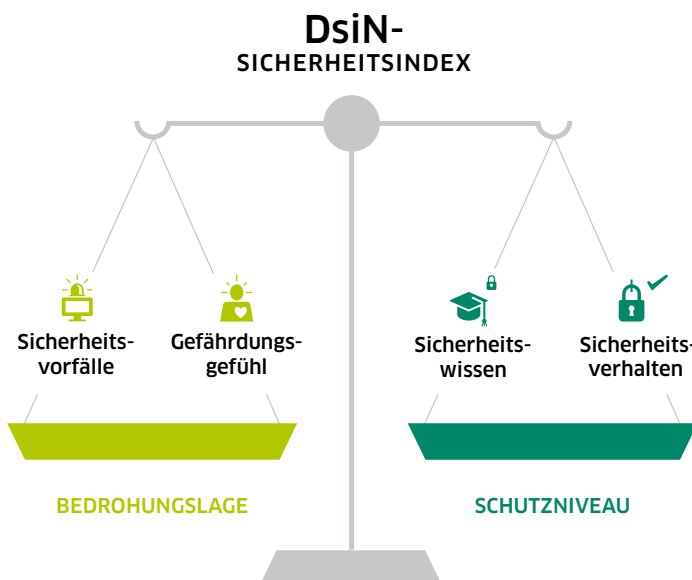 DsiN-
SICHERHEITSINDEX
Sicherheits-
vorfälle
Gefährdungs-
gefühl
Sicherheits-
wissen
Sicherheits-
verhalten
BEDROHUNGSLAGE
SCHUTZNIVEAU